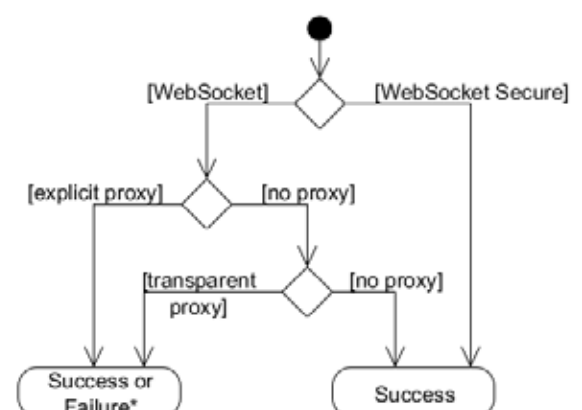 [WebSocket]
[WebSocket Secure]
[explicit proxy]
[no proxy]
[transparent
proxy]
[no proxy]
Success or
Failure*
Success